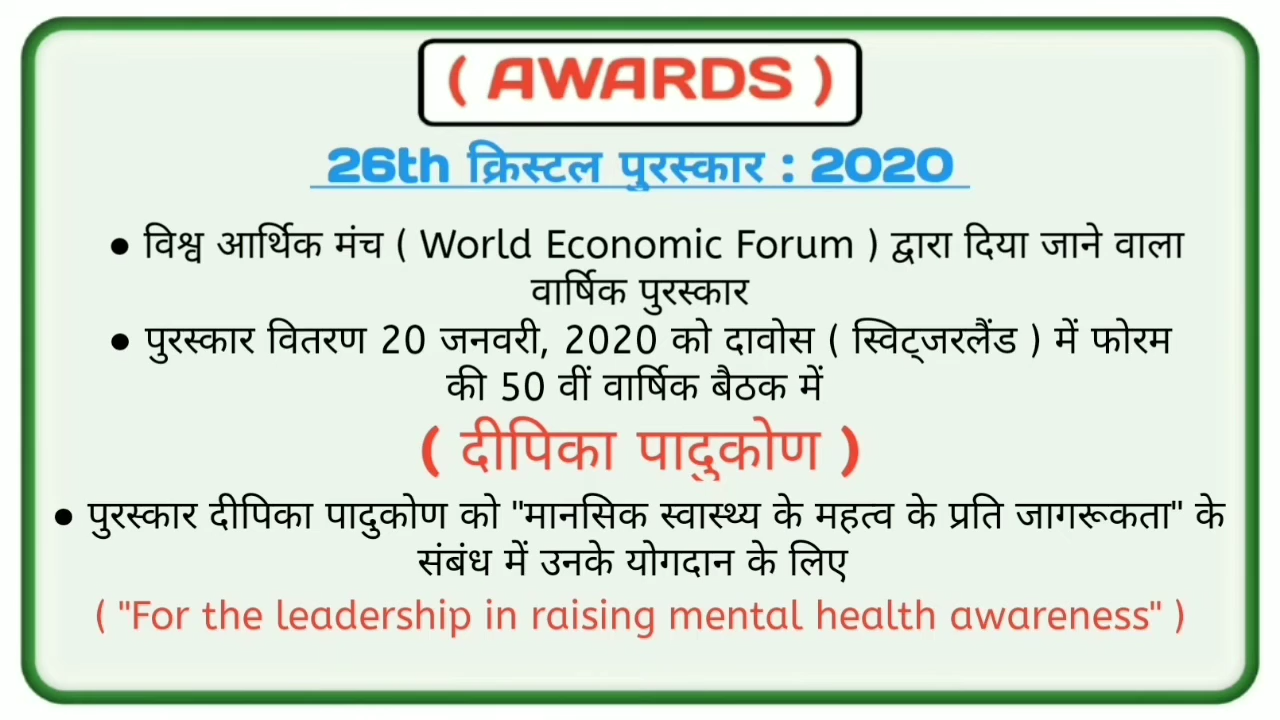 ( AWARDS )
26th क्रिस्टल पुरस्कार : 2020
● विश्व आर्थिक मंच ( World Economic Forum ) द्वारा दिया जाने वाला
वार्षिक पुरस्कार
● पुरस्कार वितरण 20 जनवरी, 2020 को दावोस ( स्विट्जरलैंड ) में फोरम
की 50 वीं वार्षिक बैठक में
( दीपिका पादुकोण )
● पुरस्कार दीपिका पादुकोण को "मानसिक स्वास्थ्य के महत्व के प्रति जागरूकता" के
संबंध में उनके योगदान के लिए
( "For the leadership in raising mental health awareness" )